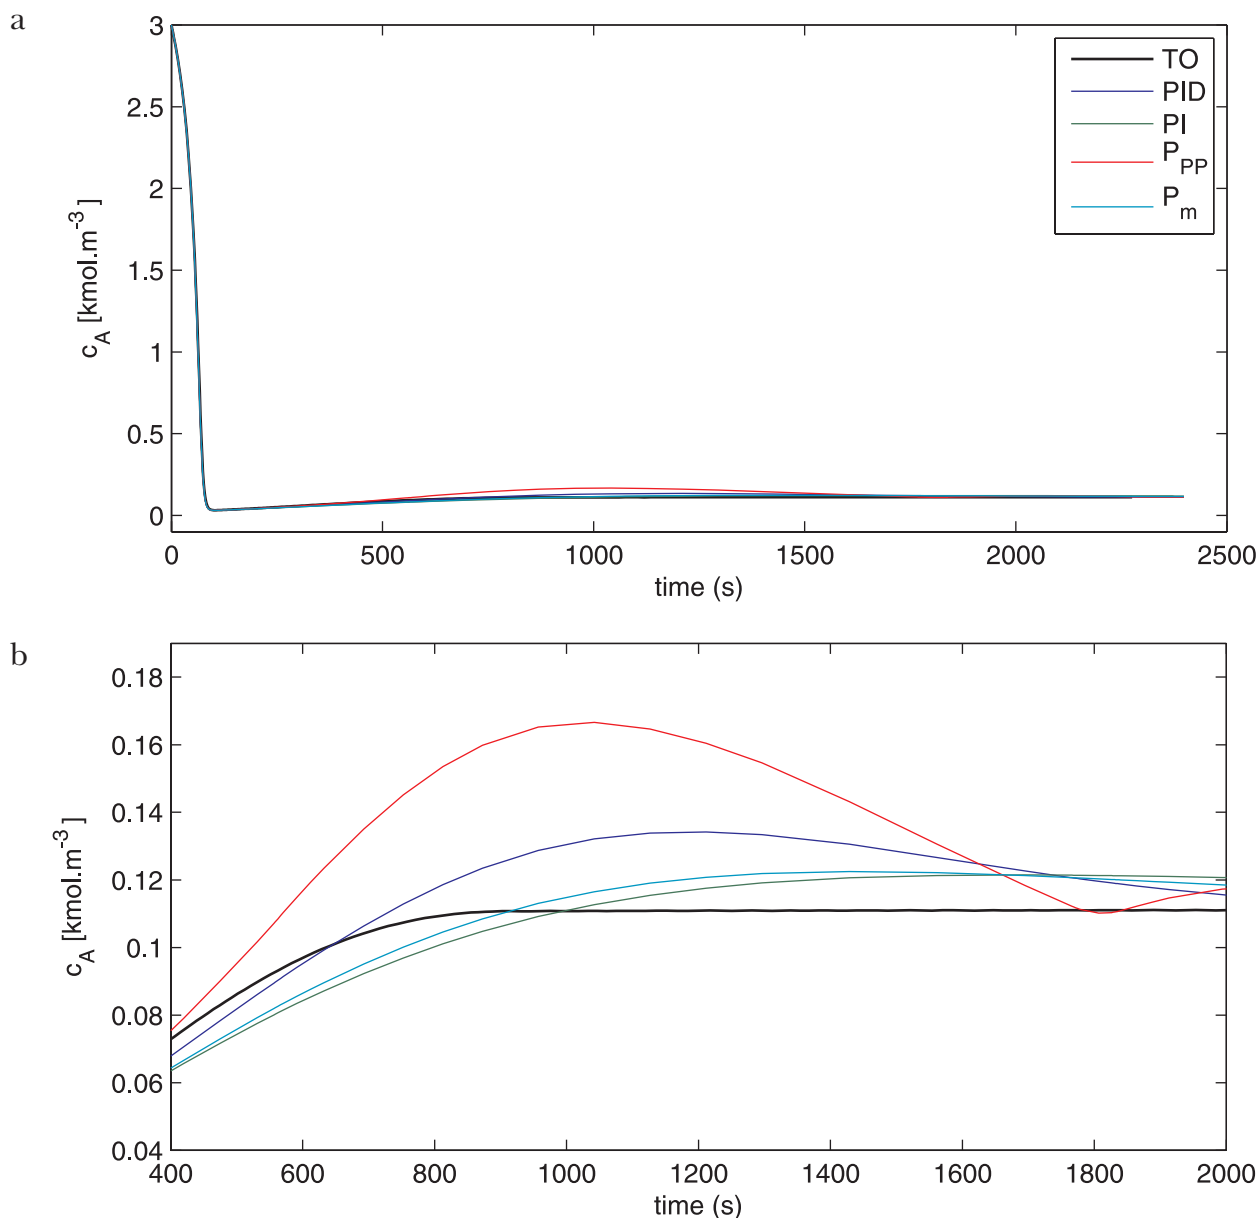 a
3
2.5
2
1.5
1
0.5
0
c_A [kmol.m^-3]
TO
PID
PI
P_PP
P_m
0 500 1000 1500 2000 2500
time (s)
b
0.18
0.16
0.14
0.12
0.1
0.08
0.06
0.04
c_A [kmol.m^-3]
400 600 800 1000 1200 1400 1600 1800 2000
time (s)